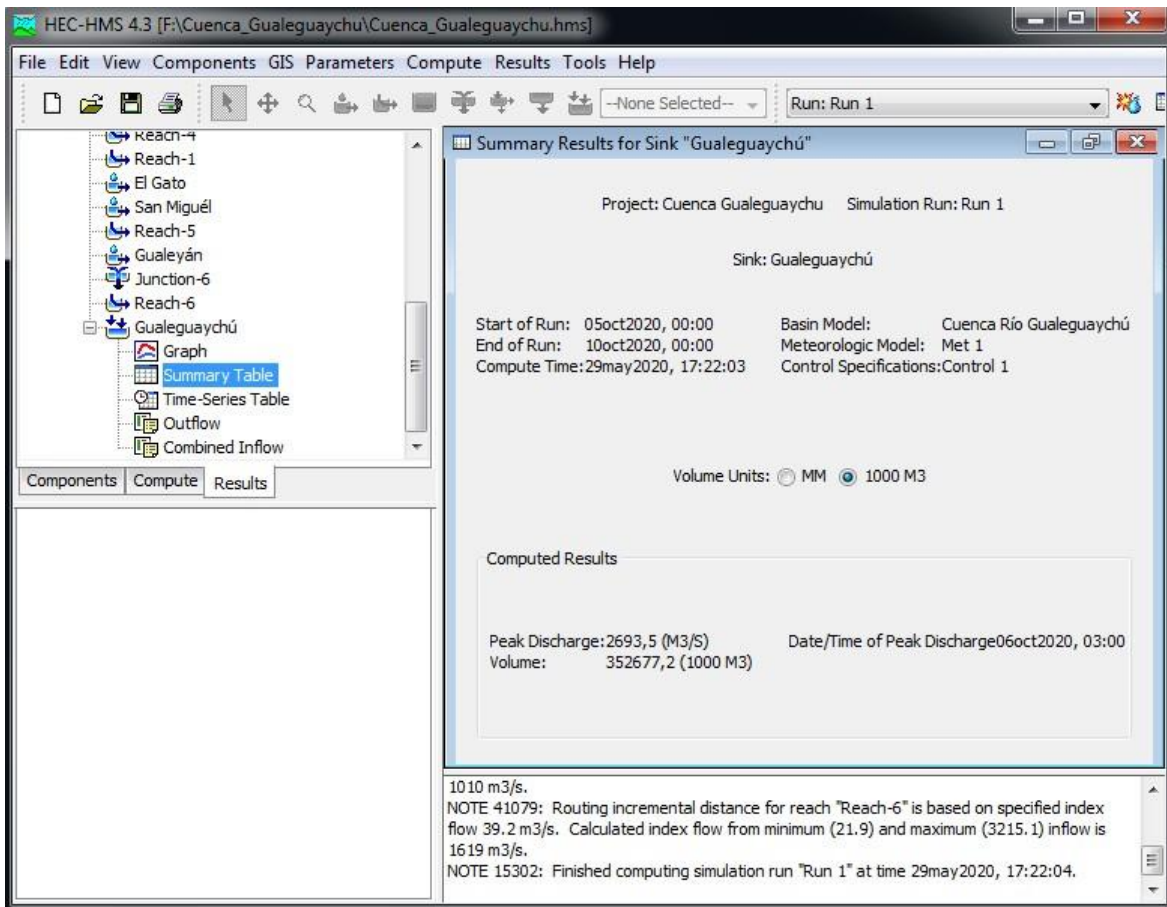 HEC-HMS 4.3 [F:\Cuenca_Gualeguaychu\Cuenca_Gualeguaychu.hms]
File Edit View Components GIS Parameters Compute Results Tools Help
--None Selected--
Run: Run 1
Reach-4
Reach-1
El Gato
San Miguél
Reach-5
Gualeyán
Junction-6
Reach-6
Gualeguaychú
Graph
Summary Table
Time-Series Table
Outflow
Combined Inflow
Components Compute Results
Summary Results for Sink "Gualeguaychú"
Project: Cuenca Gualeguaychu Simulation Run: Run 1
Sink: Gualeguaychú
Start of Run: 05oct2020, 00:00 Basin Model: Cuenca Río Gualeguaychú
End of Run: 10oct2020, 00:00 Meteorologic Model: Met 1
Compute Time:29may2020, 17:22:03 Control Specifications:Control 1
Volume Units: MM 1000 M3
Computed Results
Peak Discharge:2693,5 (M3/S) Date/Time of Peak Discharge06oct2020, 03:00
Volume: 352677,2 (1000 M3)
1010 m3/s.
NOTE 41079: Routing incremental distance for reach "Reach-6" is based on specified index
flow 39.2 m3/s. Calculated index flow from minimum (21.9) and maximum (3215.1) inflow is
1619 m3/s.
NOTE 15302: Finished computing simulation run "Run 1" at time 29may2020, 17:22:04.